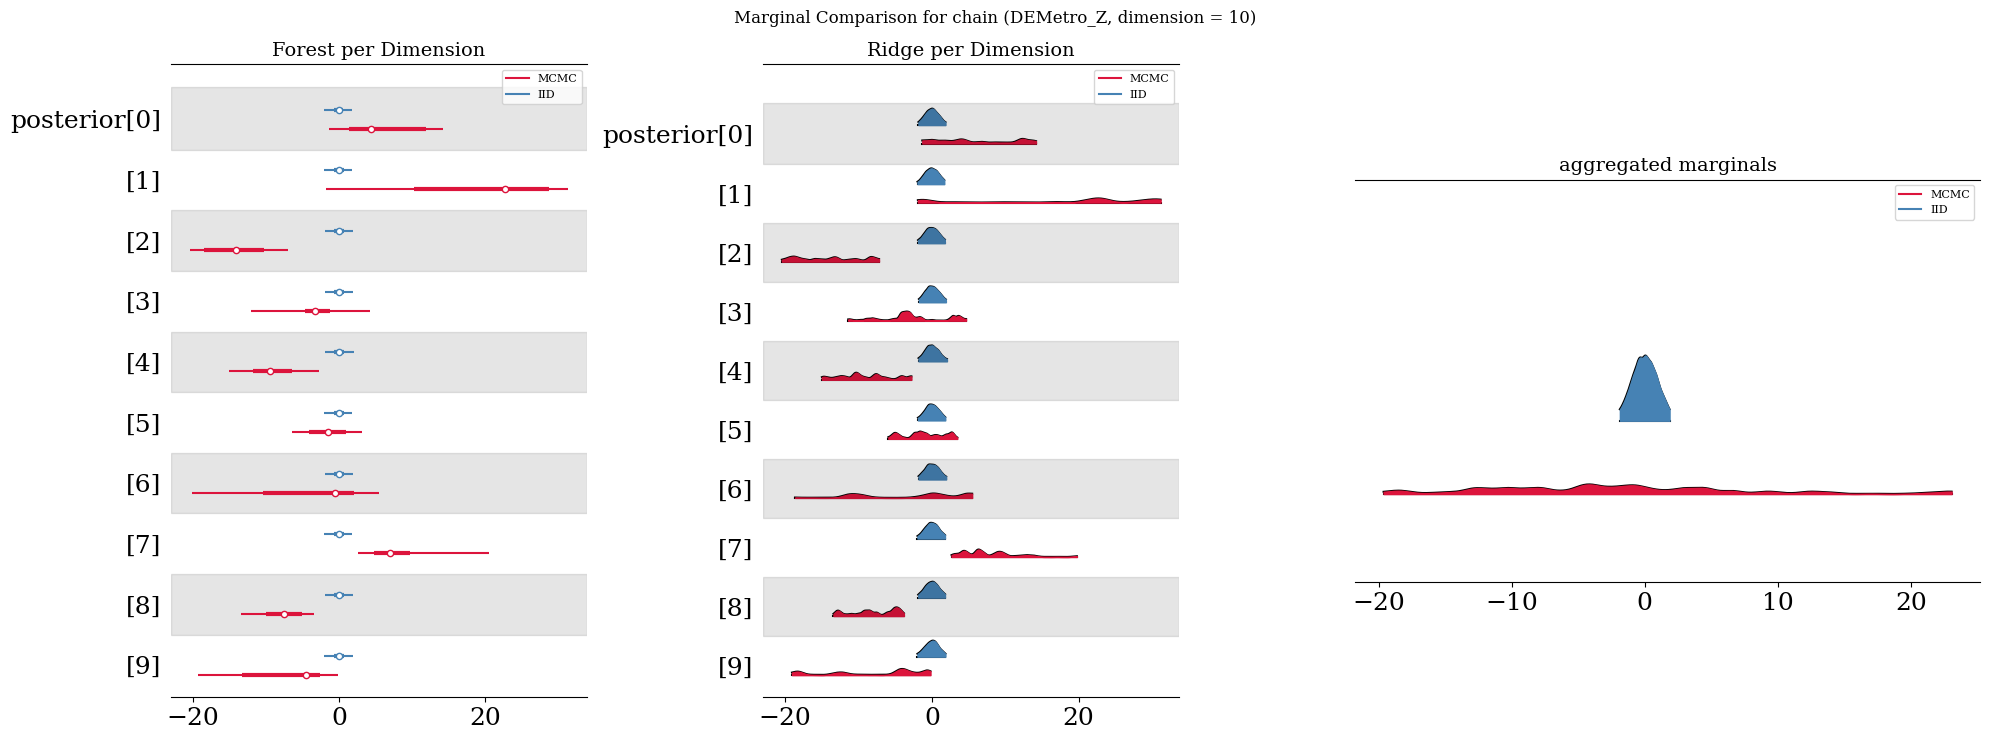 Marginal Comparison for chain (DEMetro_Z, dimension = 10)
Forest per Dimension
MCMC
IID
posterior[0]
[1]
[2]
[3]
[4]
[5]
[6]
[7]
[8]
[9]
−20 0 20
Ridge per Dimension
MCMC
IID
posterior[0]
[1]
[2]
[3]
[4]
[5]
[6]
[7]
[8]
[9]
−20 0 20
aggregated marginals
MCMC
IID
−20 −10 0 10 20